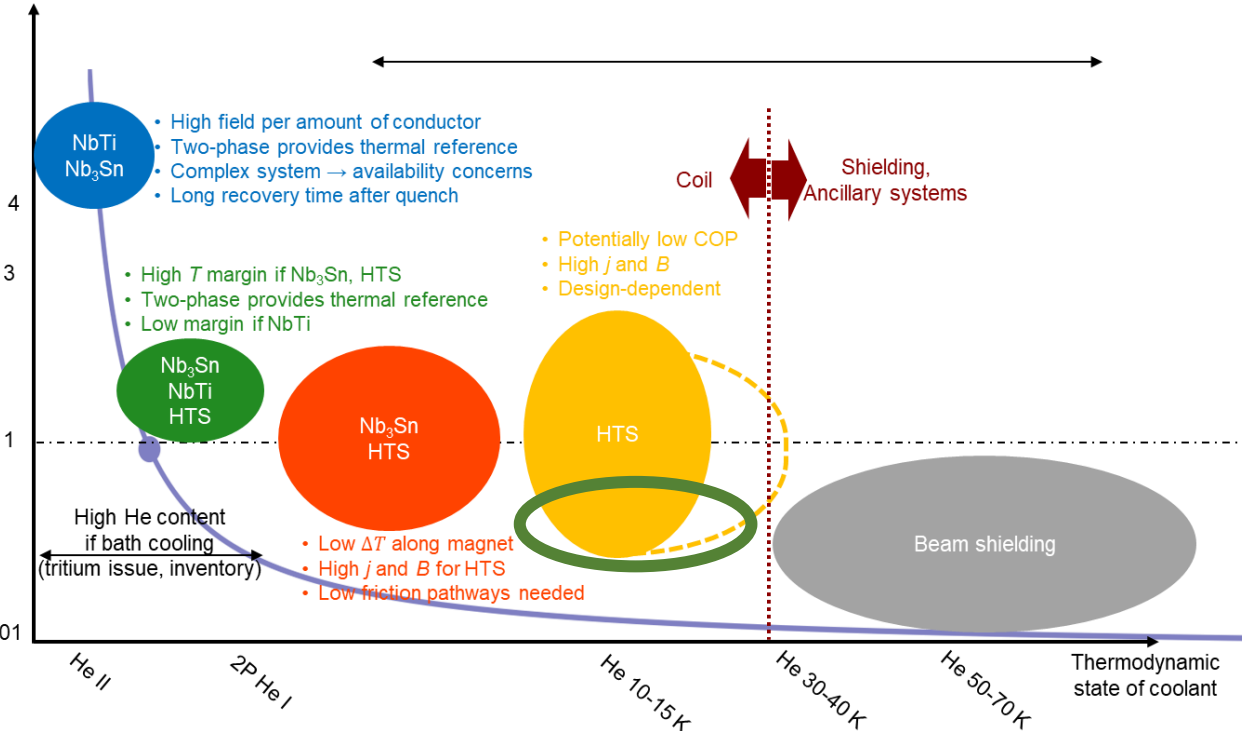 NbTi
Nb₃Sn
• High field per amount of conductor
• Two-phase provides thermal reference
• Complex system → availability concerns
• Long recovery time after quench
Coil
Shielding,
Ancillary systems
4
• Potentially low COP
• High j and B
• Design-dependent
3
• High T margin if Nb₃Sn, HTS
• Two-phase provides thermal reference
• Low margin if NbTi
Nb₃Sn
NbTi
HTS
Nb₃Sn
HTS
HTS
1
High He content
if bath cooling
(tritium issue, inventory)
• Low ΔT along magnet
• High j and B for HTS
• Low friction pathways needed
Beam shielding
01
He II
2P He I
He 10-15 K
He 30-40 K
He 50-70 K
Thermodynamic
state of coolant